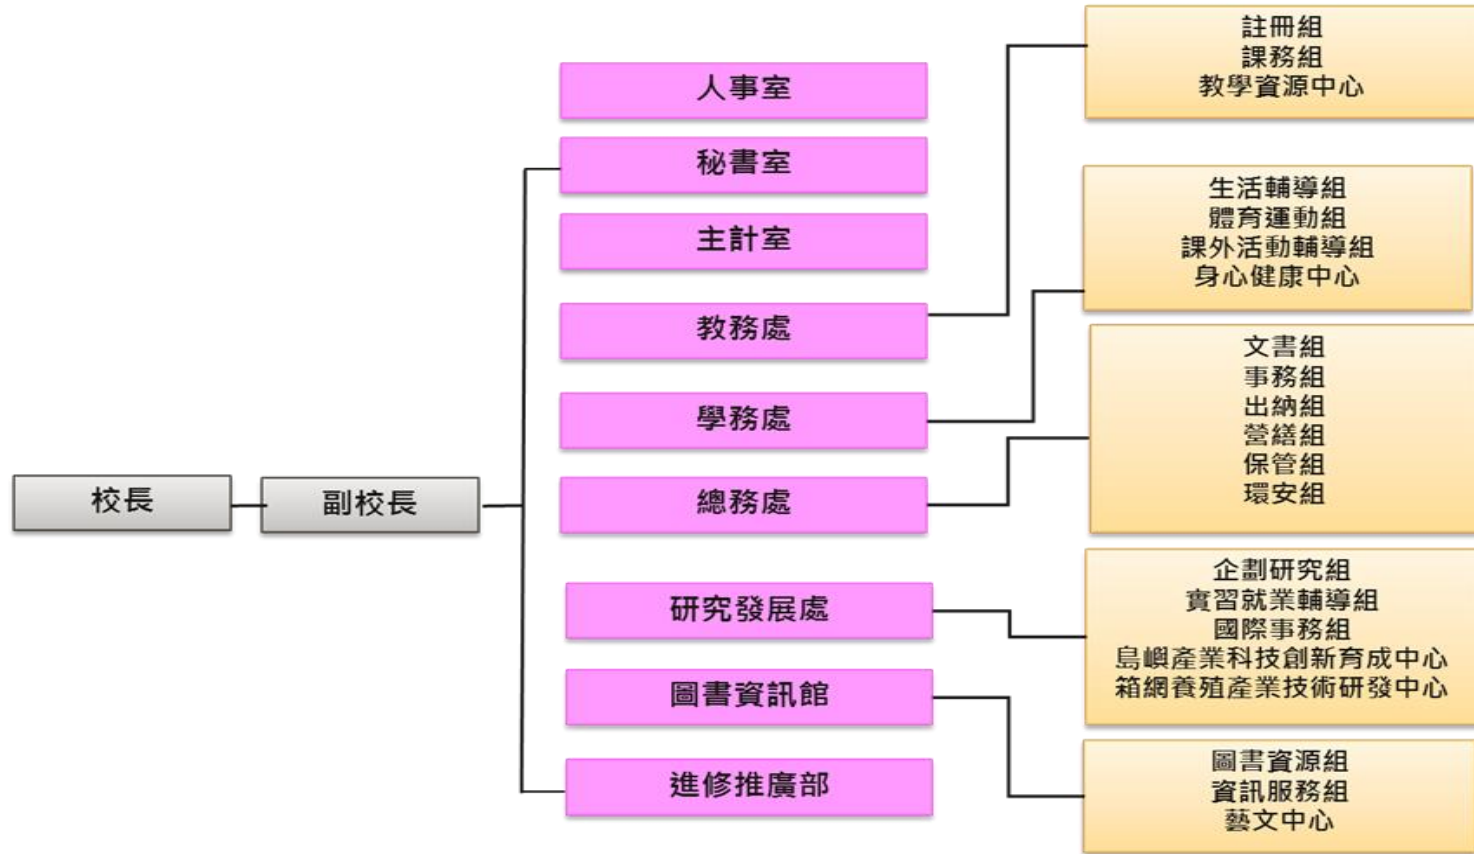 校長
副校長
人事室
秘書室
主計室
教務處
學務處
總務處
研究發展處
圖書資訊館
進修推廣部
註冊組
課務組
教學資源中心
生活輔導組
體育運動組
課外活動輔導組
身心健康中心
文書組
事務組
出納組
營繕組
保管組
環安組
企劃研究組
實習就業輔導組
國際事務組
島嶼產業科技創新育成中心
箱網養殖產業技術研發中心
圖書資源組
資訊服務組
藝文中心